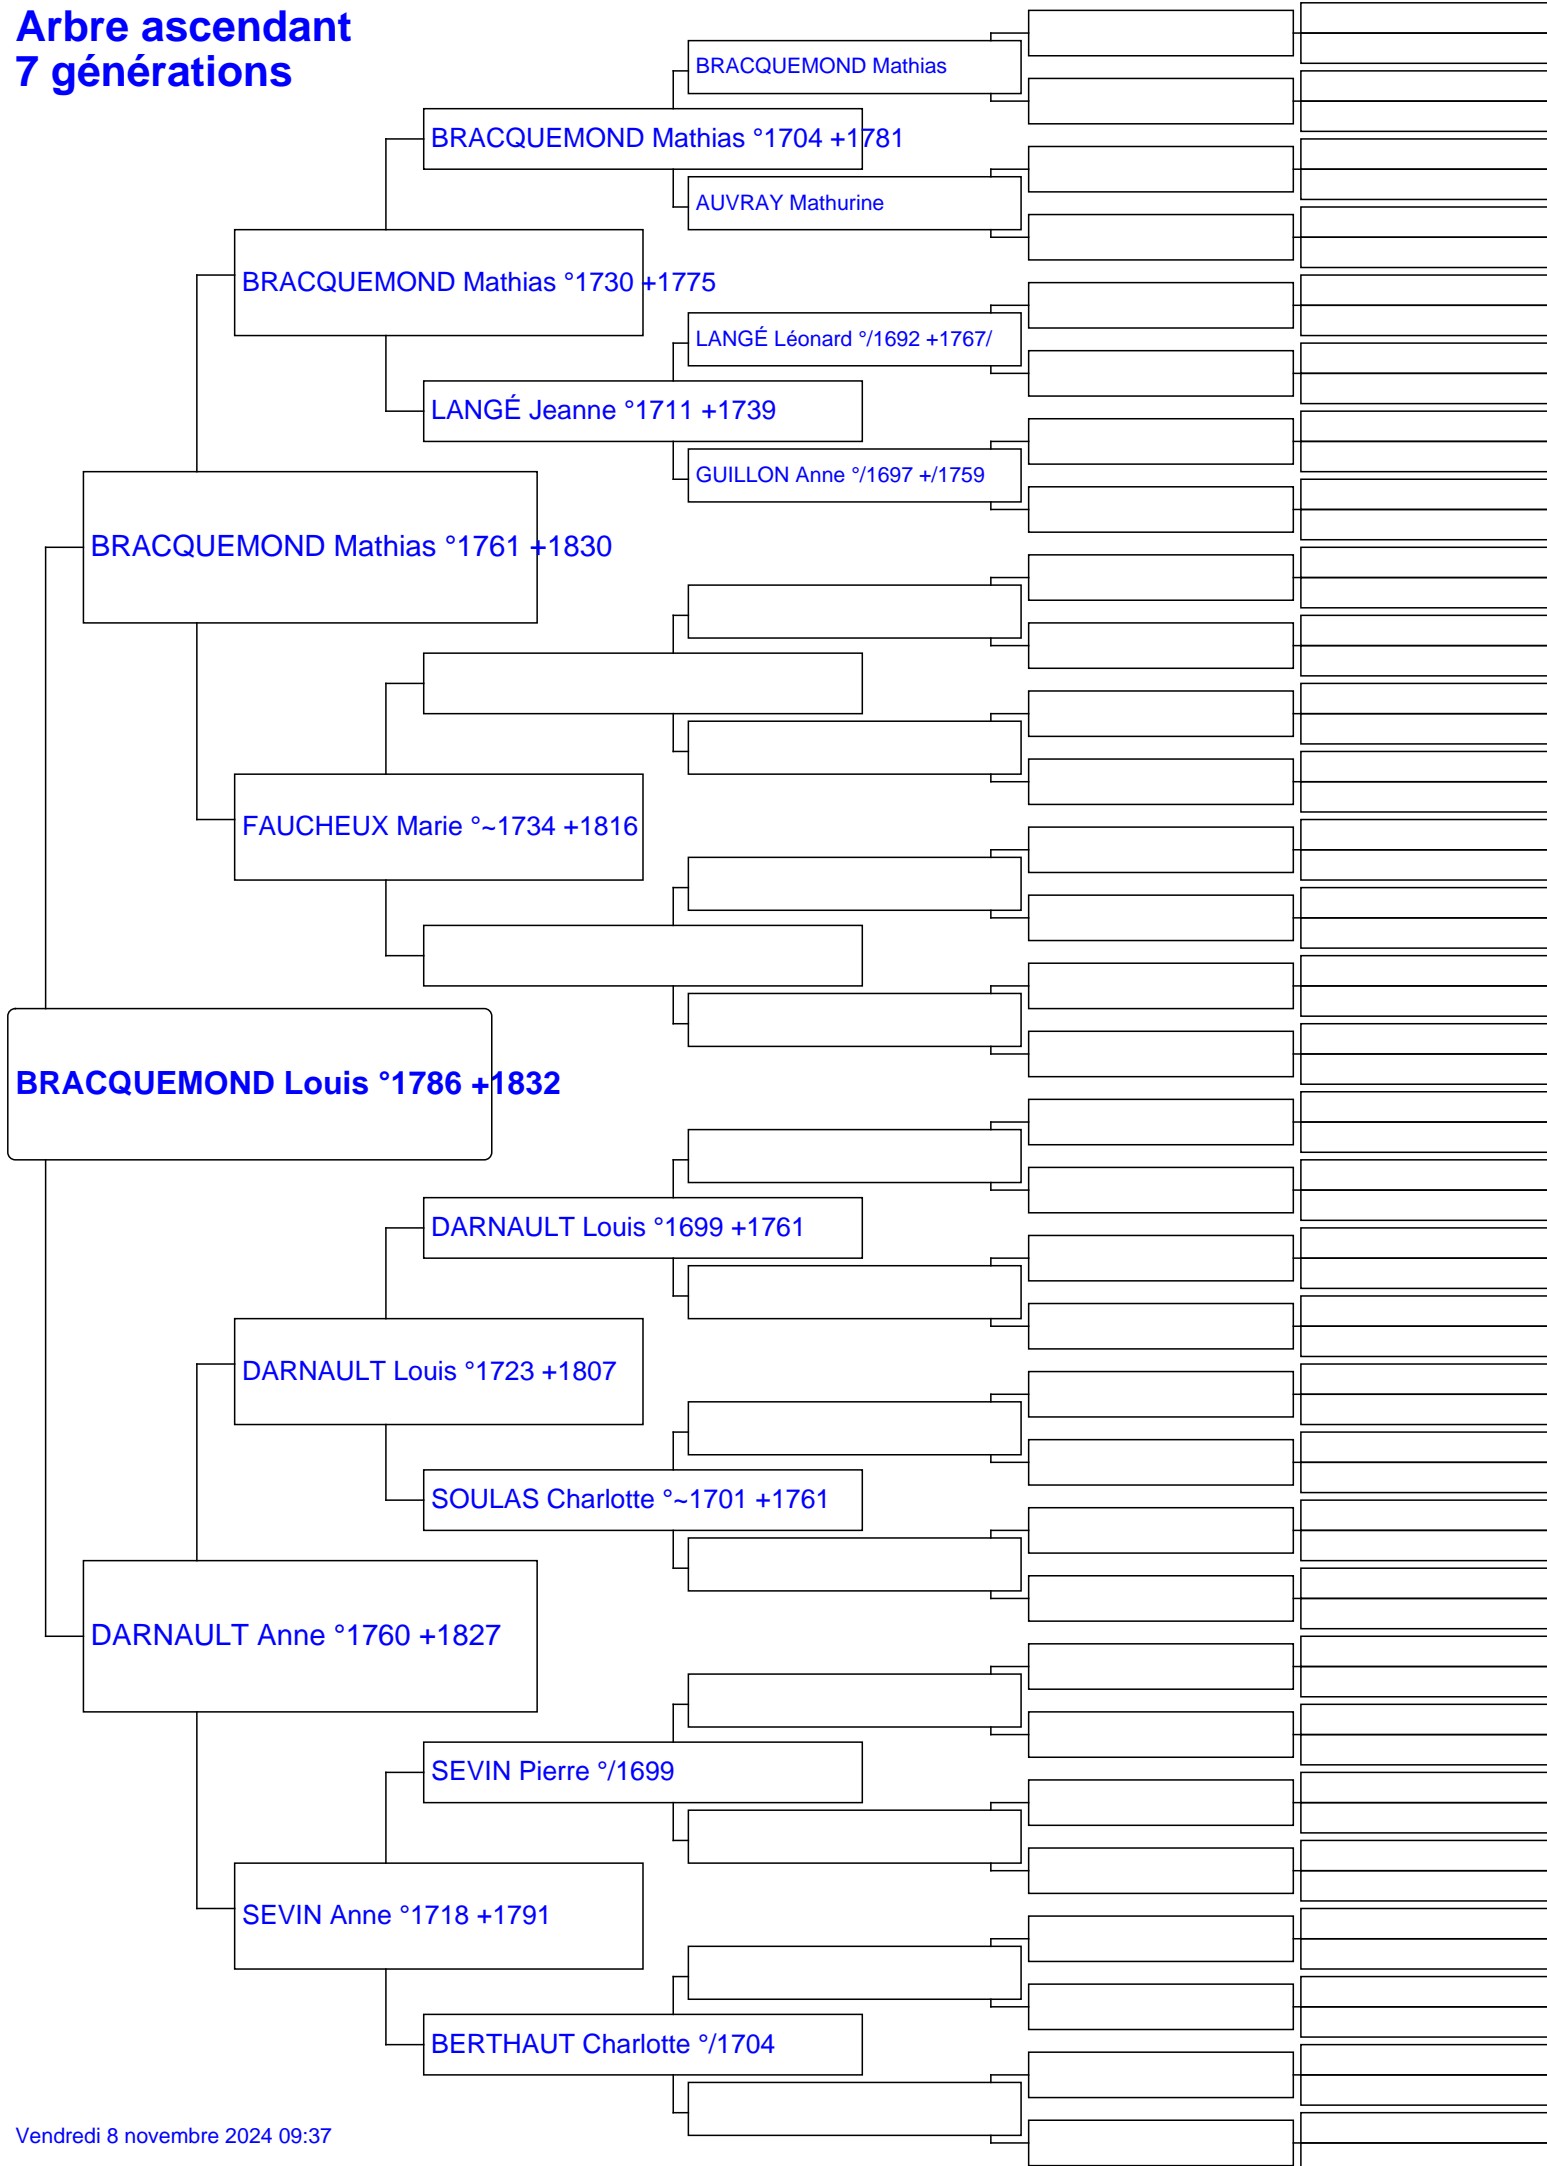 Arbre ascendant
7 générations
BRACQUEMOND Mathias
BRACQUEMOND Mathias °1704 +1781
AUVRAY Mathurine
BRACQUEMOND Mathias °1730 +1775
LANGÉ Léonard °/1692 +1767/
LANGÉ Jeanne °1711 +1739
GUILLON Anne °/1697 +/1759
BRACQUEMOND Mathias °1761 +1830
FAUCHEUX Marie °~1734 +1816
BRACQUEMOND Louis °1786 +1832
DARNAULT Louis °1699 +1761
DARNAULT Louis °1723 +1807
SOULAS Charlotte °~1701 +1761
DARNAULT Anne °1760 +1827
SEVIN Pierre °/1699
SEVIN Anne °1718 +1791
BERTHAUT Charlotte °/1704
Vendredi 8 novembre 2024 09:37